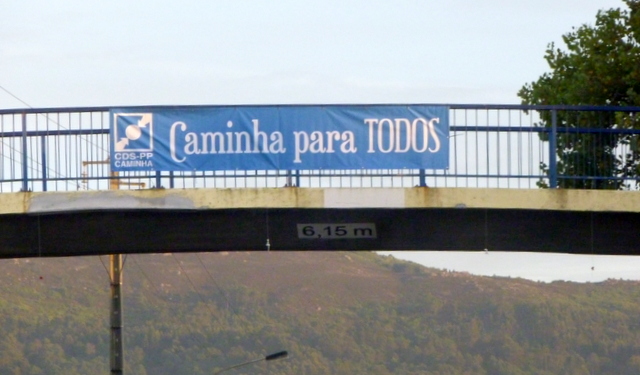 CDS-PP
CAMINHA
Caminha para TODOS
6,15 m